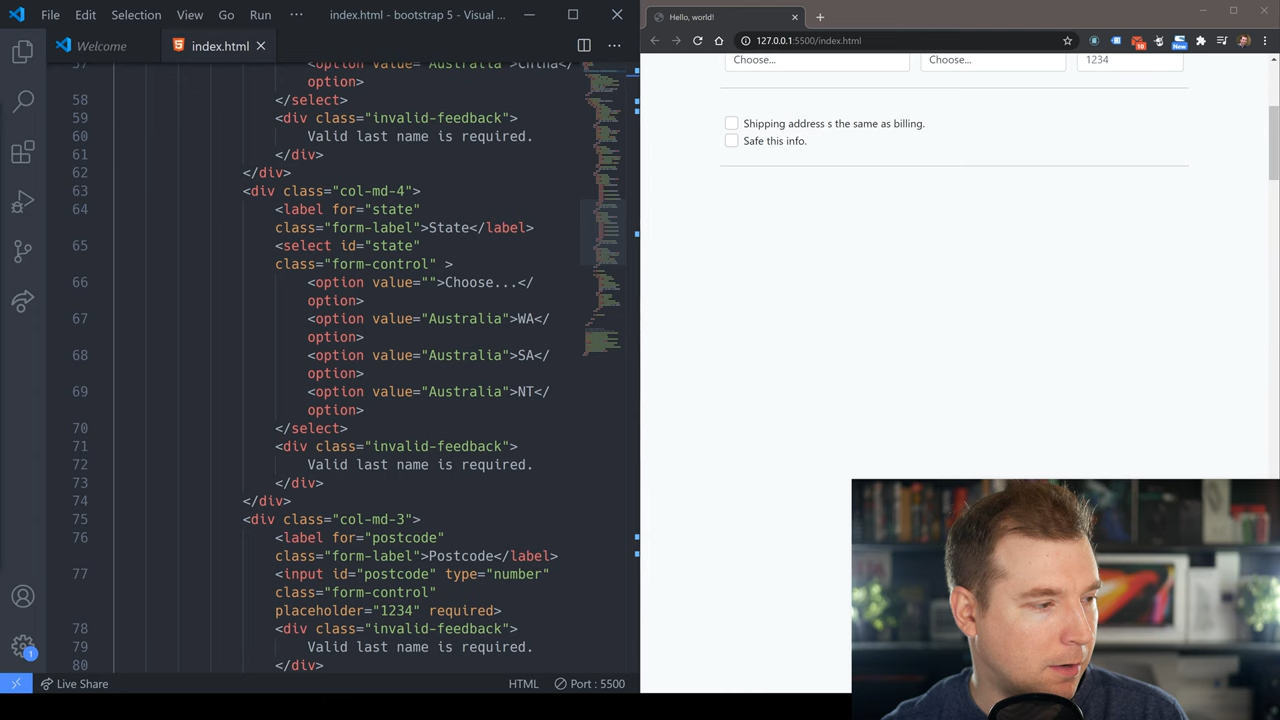 File Edit Selection View Go Run ··· index.html - bootstrap 5 - Visual ...
Welcome index.html
57 <option value="Australia">China</
option>
58 </select>
59 <div class="invalid-feedback">
60 Valid last name is required.
61 </div>
62 </div>
63 <div class="col-md-4">
64 <label for="state"
class="form-label">State</label>
65 <select id="state"
class="form-control" >
66 <option value="">Choose...</
option>
67 <option value="Australia">WA</
option>
68 <option value="Australia">SA</
option>
69 <option value="Australia">NT</
option>
70 </select>
71 <div class="invalid-feedback">
72 Valid last name is required.
73 </div>
74 </div>
75 <div class="col-md-3">
76 <label for="postcode"
class="form-label">Postcode</label>
77 <input id="postcode" type="number"
class="form-control"
placeholder="1234" required>
78 <div class="invalid-feedback">
79 Valid last name is required.
80 </div>
1
Live Share HTML Port : 5500
Hello, world!
127.0.0.1:5500/index.html
10 New
Choose... Choose... 1234
Shipping address s the same as billing.
Safe this info.